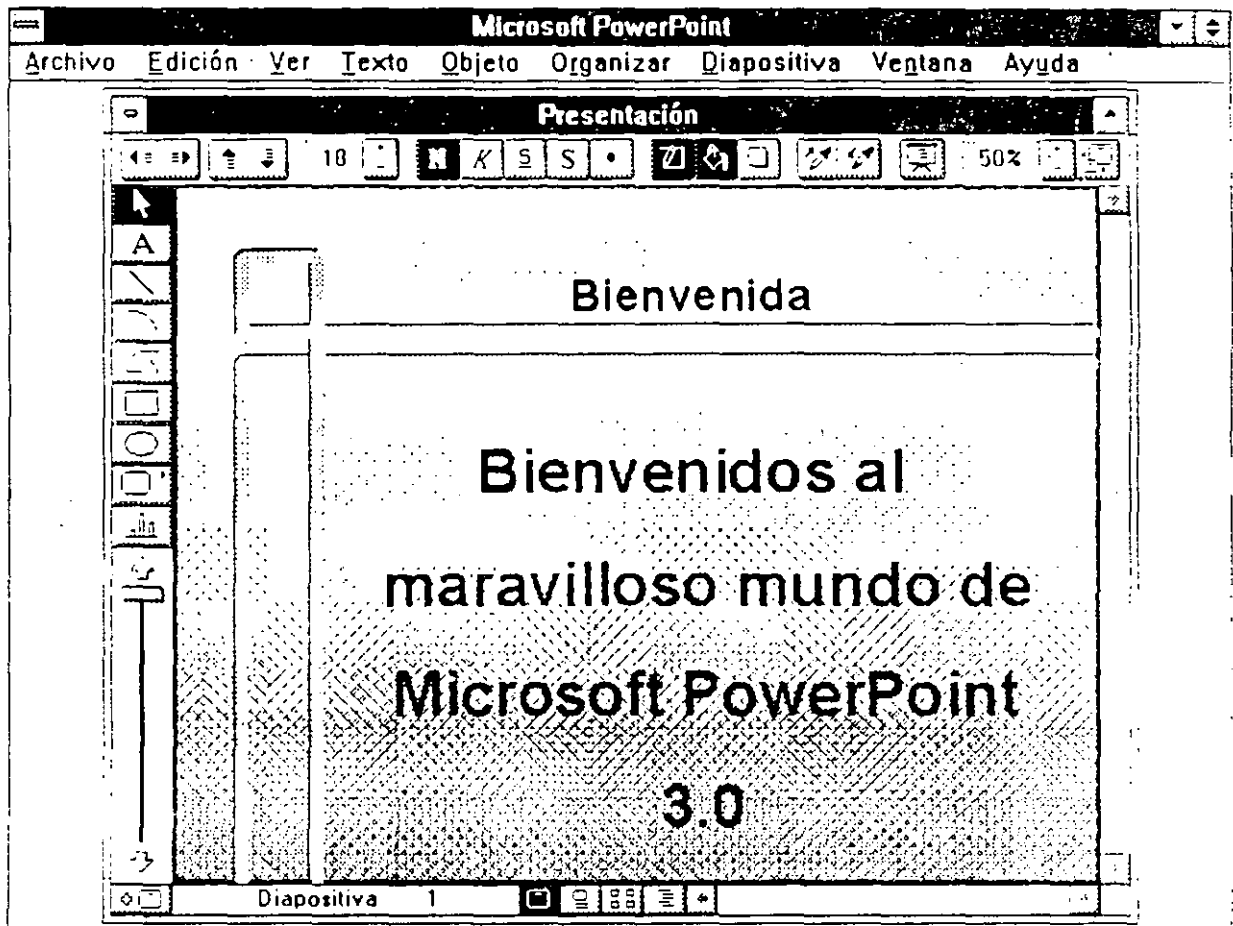 Microsoft PowerPoint
Archivo Edición Ver Texto Objeto Organizar Diapositiva Ventana Ayuda
Presentación
18 N K S S 50%
A
Bienvenida
Bienvenidos al
maravilloso mundo de
Microsoft PowerPoint
3.0
Diapositiva 1